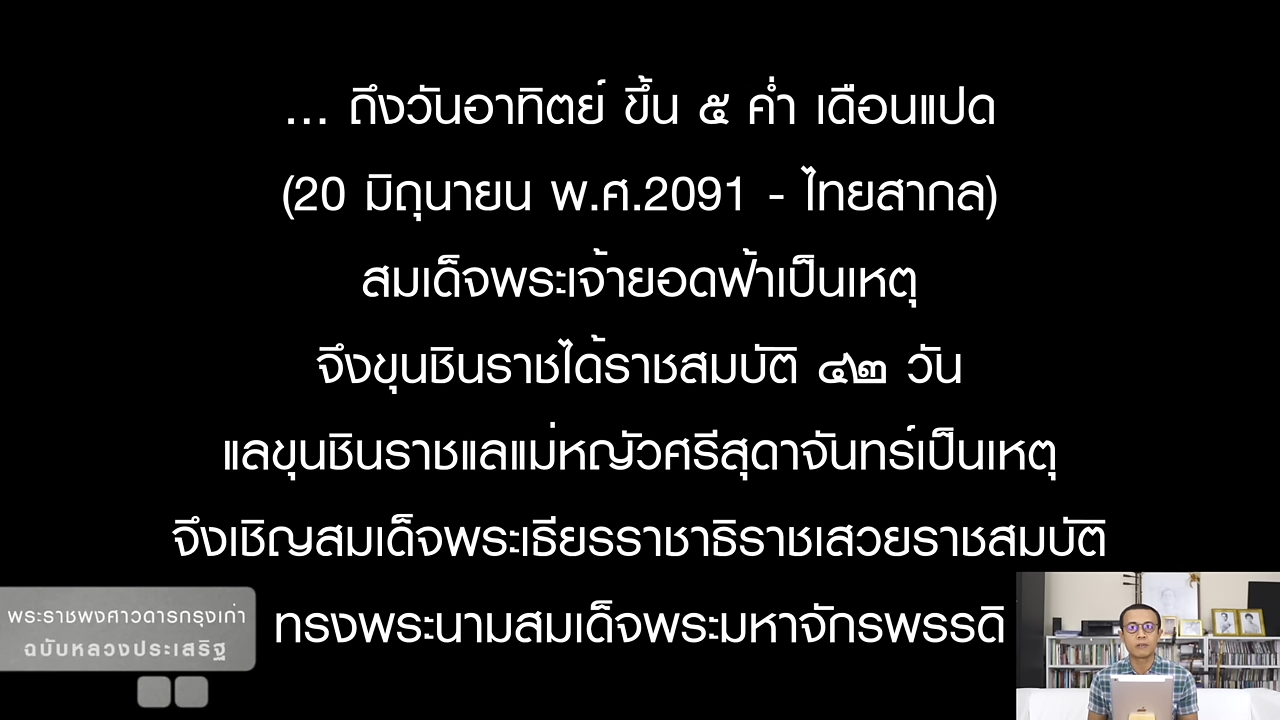 ... ถึงวันอาทิตย์ ขึ้น ๕ ค่ำ เดือนแปด
(20 มิถุนายน พ.ศ.2091 - ไทยสากล)
สมเด็จพระเจ้ายอดฟ้าเป็นเหตุ
จึงขุนชินราชได้ราชสมบัติ ๔๒ วัน
แลขุนชินราชแลแม่หญัวศรีสุดาจันทร์เป็นเหตุ
จึงเชิญสมเด็จพระเธียรราชาธิราชเสวยราชสมบัติ
ทรงพระนามสมเด็จพระมหาจักรพรรดิ
พระราชพงศาวดารกรุงเก่า
ฉบับหลวงประเสริฐ